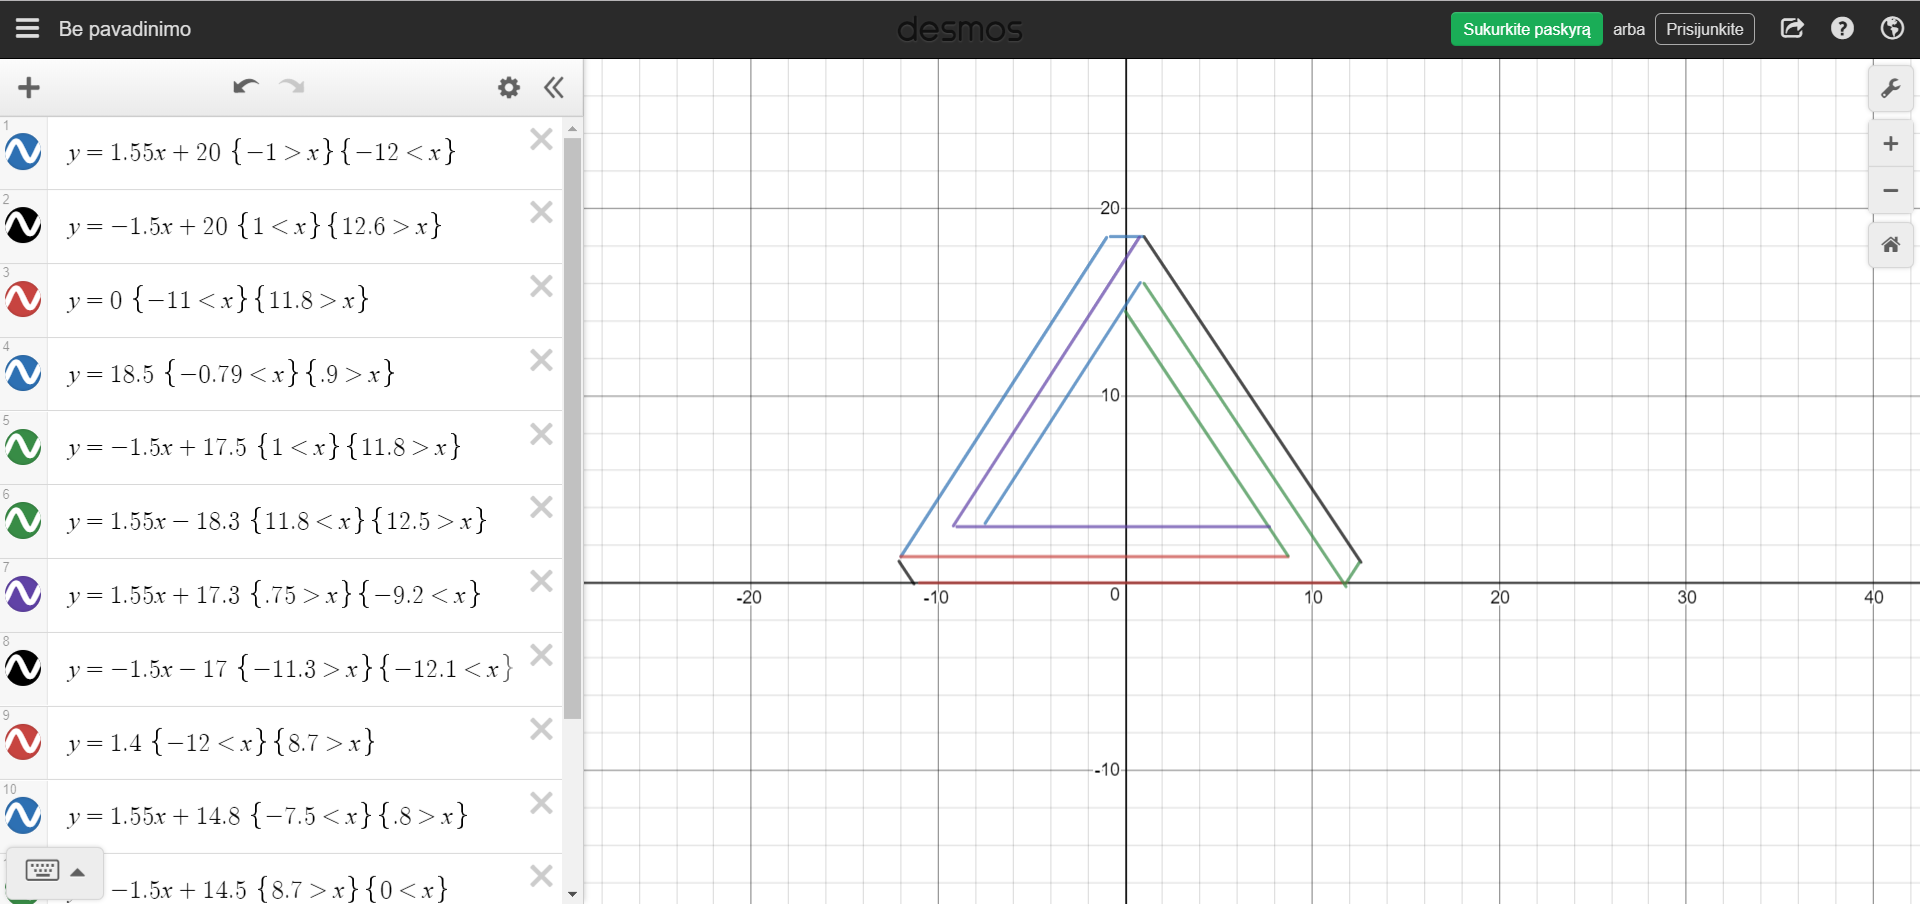 Be pavadinimo
desmos
Sukurkite paskyrą arba Prisijunkite
1
y = 1.55x + 20 {−1 > x}{−12 < x}
2
y = −1.5x + 20 {1 < x}{12.6 > x}
3
y = 0 {−11 < x}{11.8 > x}
4
y = 18.5 {−0.79 < x}{.9 > x}
5
y = −1.5x + 17.5 {1 < x}{11.8 > x}
6
y = 1.55x − 18.3 {11.8 < x}{12.5 > x}
7
y = 1.55x + 17.3 {.75 > x}{−9.2 < x}
8
y = −1.5x − 17 {−11.3 > x}{−12.1 < x}
9
y = 1.4 {−12 < x}{8.7 > x}
10
y = 1.55x + 14.8 {−7.5 < x}{.8 > x}
−1.5x + 14.5 {8.7 > x}{0 < x}
20
10
-20 -10 0 10 20 30 40
-10